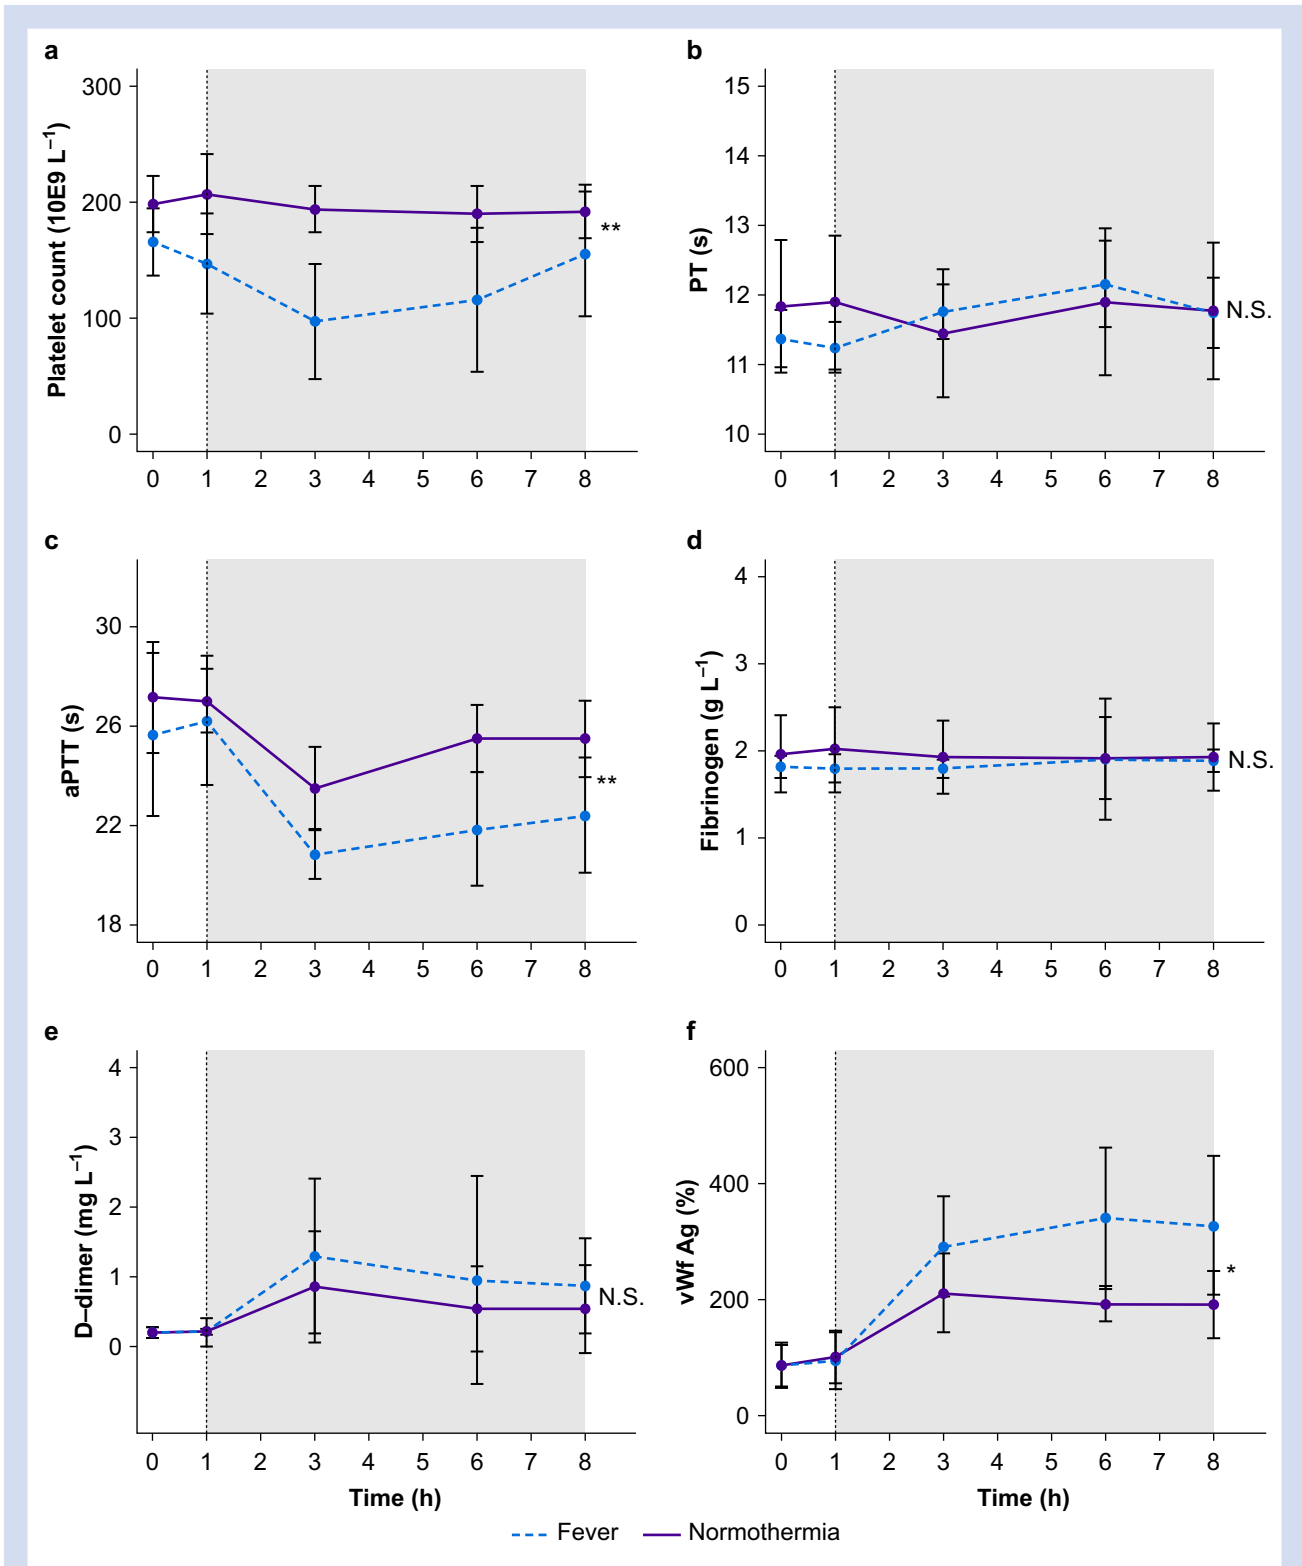 a
Platelet count (10E9 L⁻¹)
300
200
100
0
**
0 1 2 3 4 5 6 7 8
b
PT (s)
15
14
13
12
11
10
N.S.
0 1 2 3 4 5 6 7 8
c
aPTT (s)
30
26
22
18
**
0 1 2 3 4 5 6 7 8
d
Fibrinogen (g L⁻¹)
4
3
2
1
0
N.S.
0 1 2 3 4 5 6 7 8
e
D–dimer (mg L⁻¹)
4
3
2
1
0
N.S.
0 1 2 3 4 5 6 7 8
Time (h)
f
vWf Ag (%)
600
400
200
0
*
0 1 2 3 4 5 6 7 8
Time (h)
Fever Normothermia